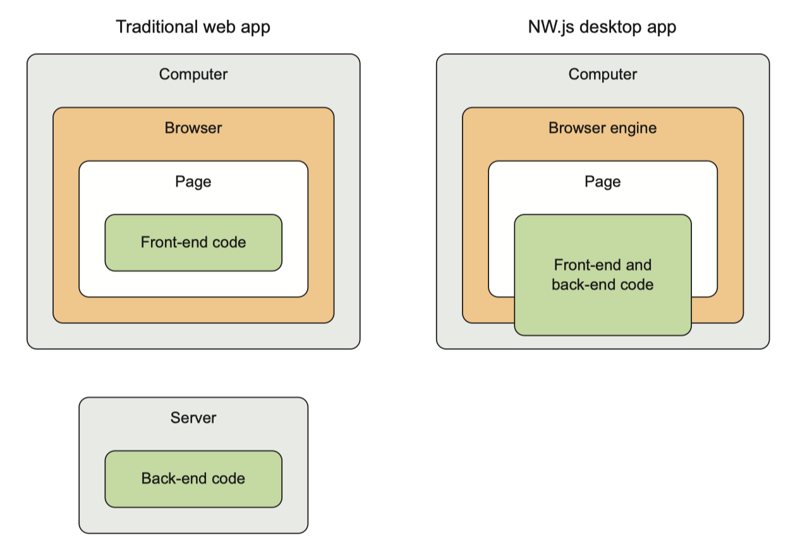 Traditional web app
Computer
Browser
Page
Front-end code
Server
Back-end code
NW.js desktop app
Computer
Browser engine
Page
Front-end and
back-end code